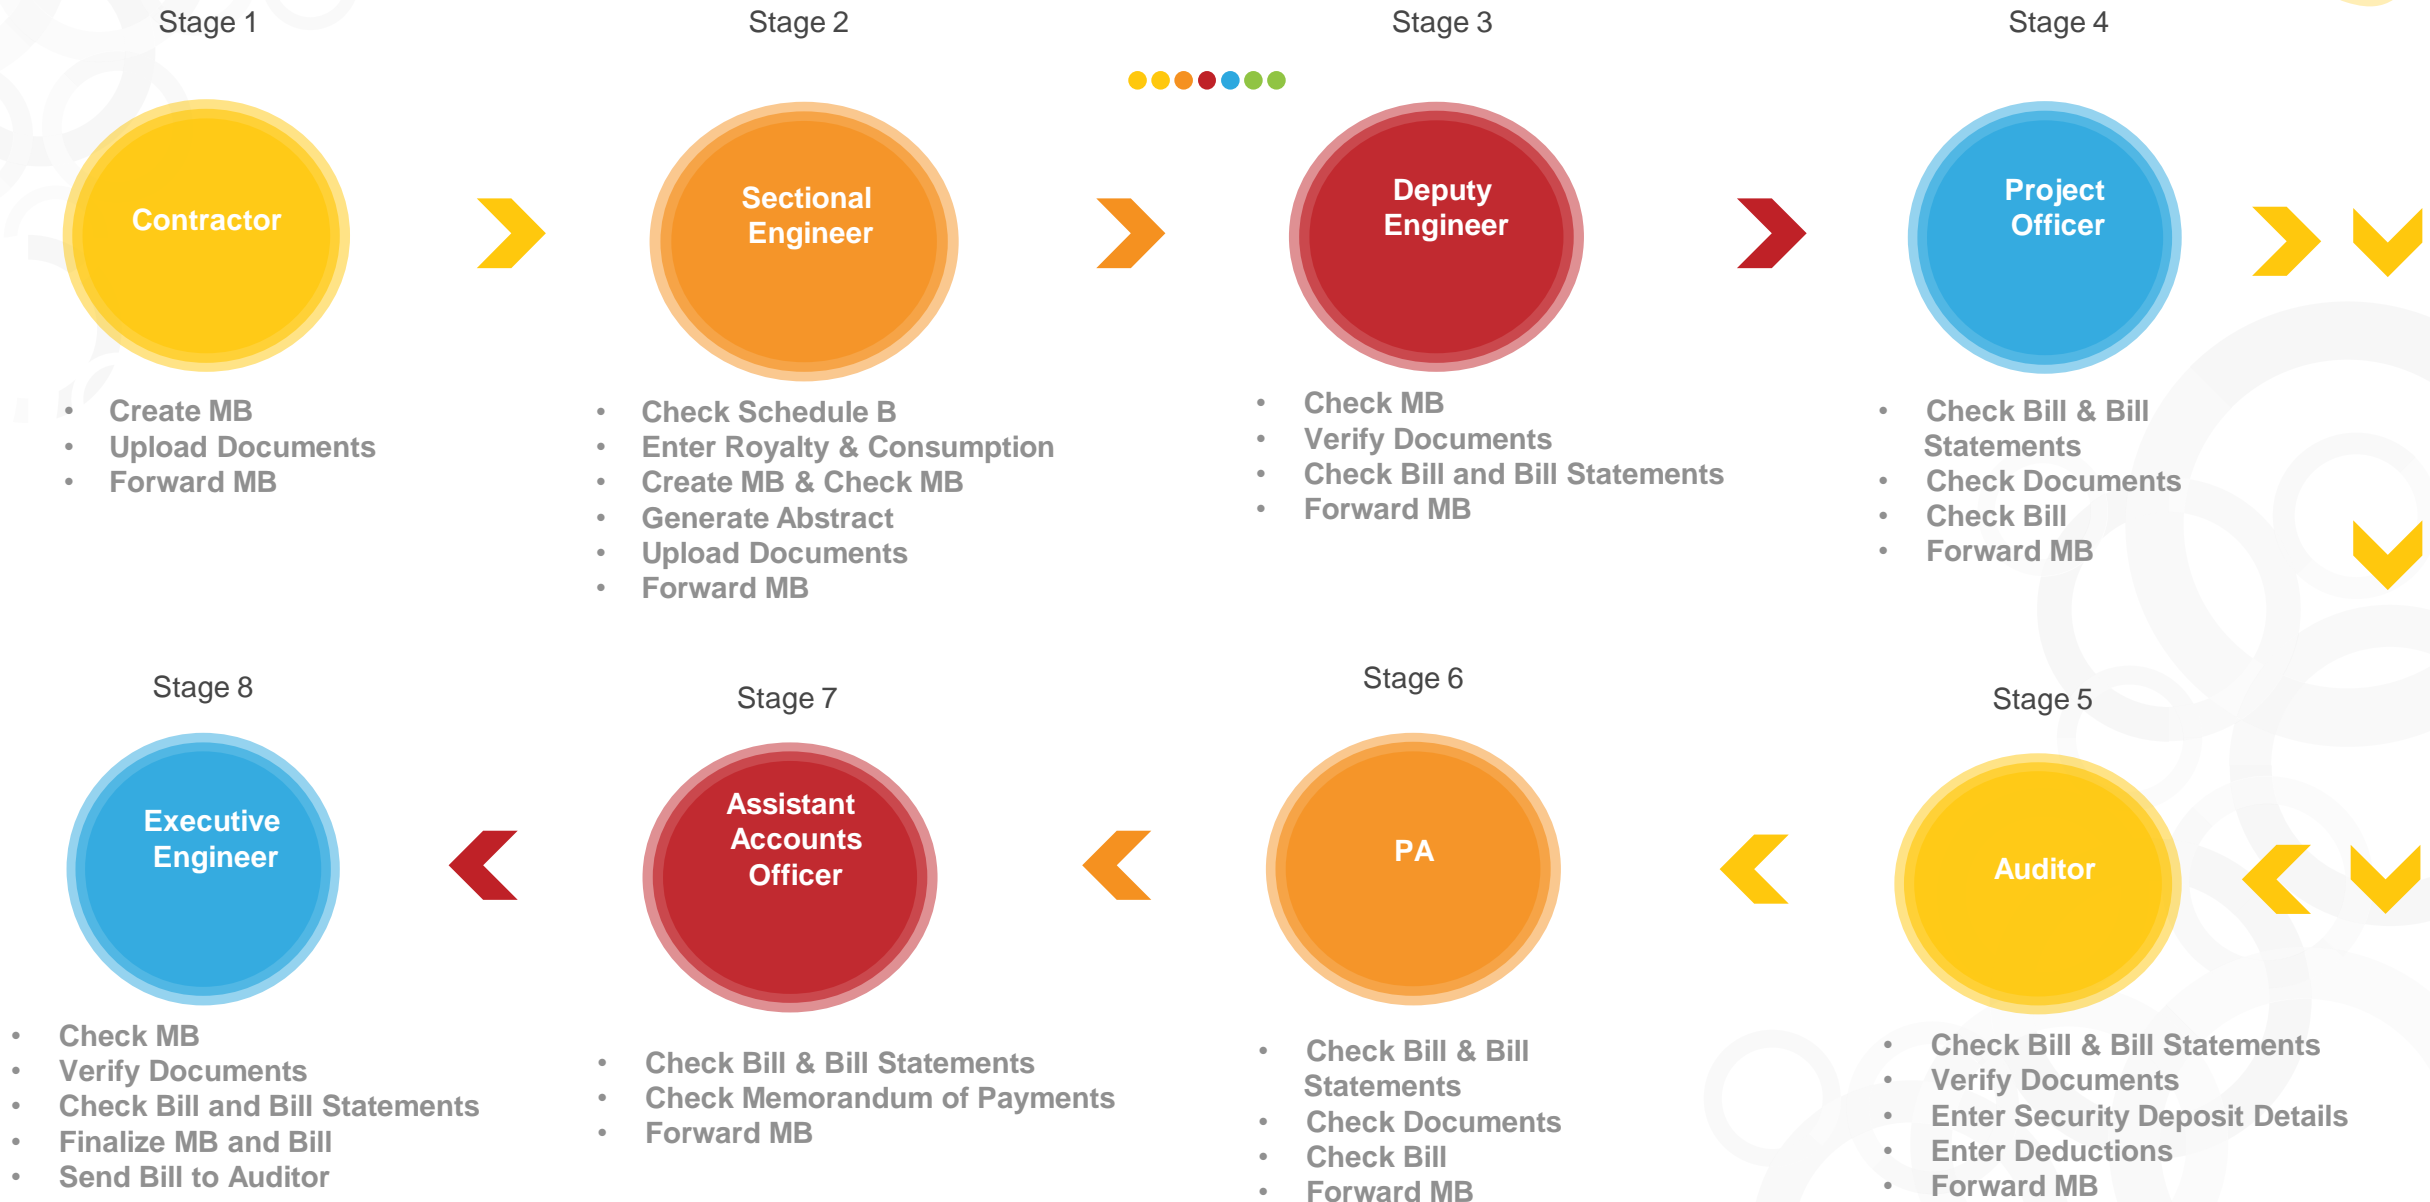 Stage 1
Stage 2
Stage 3
Stage 4
Contractor
Sectional
Engineer
Deputy
Engineer
Project
Officer
• Create MB
• Upload Documents
• Forward MB
• Check Schedule B
• Enter Royalty & Consumption
• Create MB & Check MB
• Generate Abstract
• Upload Documents
• Forward MB
• Check MB
• Verify Documents
• Check Bill and Bill Statements
• Forward MB
• Check Bill & Bill
Statements
• Check Documents
• Check Bill
• Forward MB
Stage 8
Stage 7
Stage 6
Stage 5
Executive
Engineer
Assistant
Accounts
Officer
PA
Auditor
• Check MB
• Verify Documents
• Check Bill and Bill Statements
• Finalize MB and Bill
• Send Bill to Auditor
• Check Bill & Bill Statements
• Check Memorandum of Payments
• Forward MB
• Check Bill & Bill
Statements
• Check Documents
• Check Bill
• Forward MB
• Check Bill & Bill Statements
• Verify Documents
• Enter Security Deposit Details
• Enter Deductions
• Forward MB